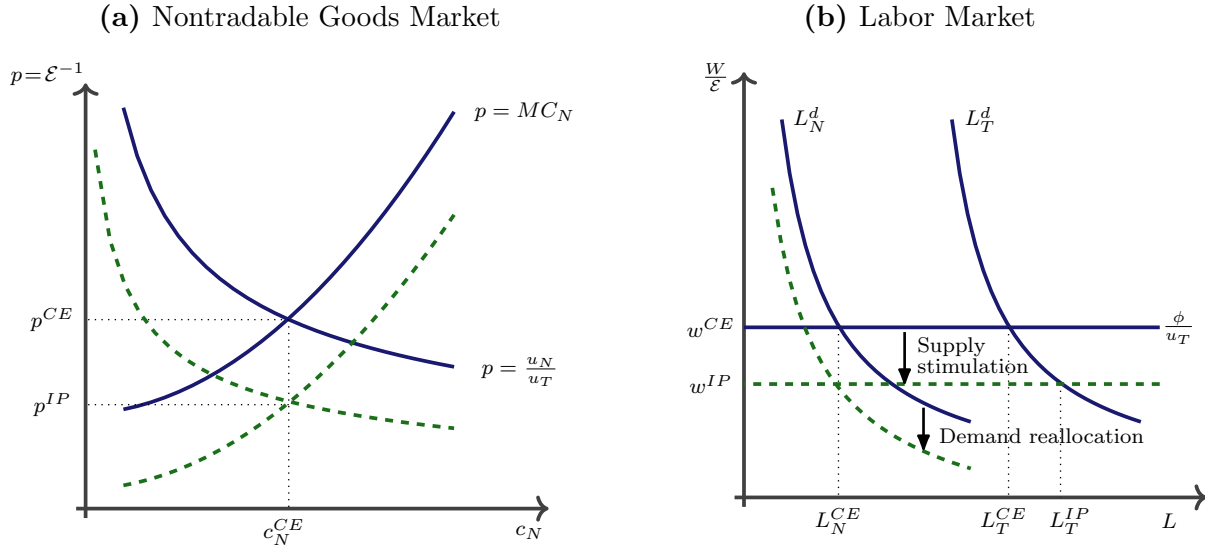 (a) Nontradable Goods Market
p=ℰ⁻¹
p = MC_N
p^{CE}
p = u_N/u_T
p^{IP}
c_N^{CE}
c_N
(b) Labor Market
W/ℰ
L_N^d
L_T^d
w^{CE}
ϕ/u_T
Supply
stimulation
w^{IP}
Demand reallocation
L_N^{CE}
L_T^{CE}
L_T^{IP}
L